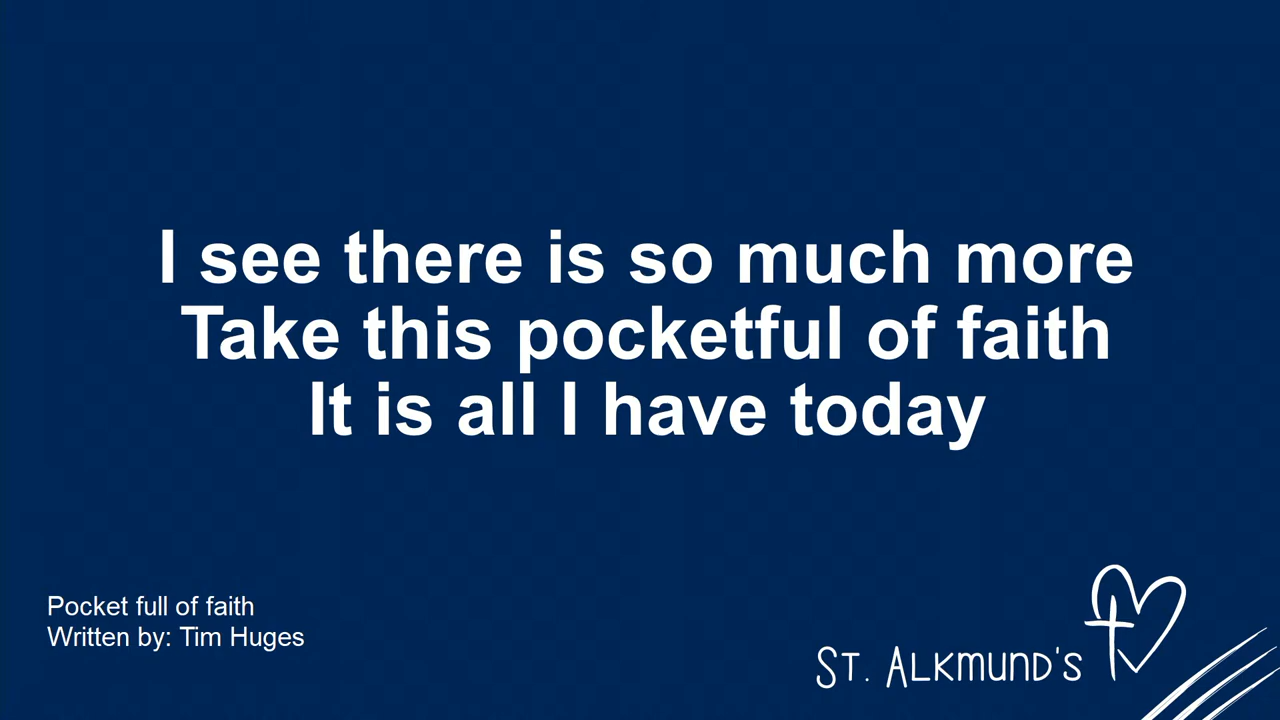 I see there is so much more
Take this pocketful of faith
It is all I have today
Pocket full of faith
Written by: Tim Huges
St. Alkmund's